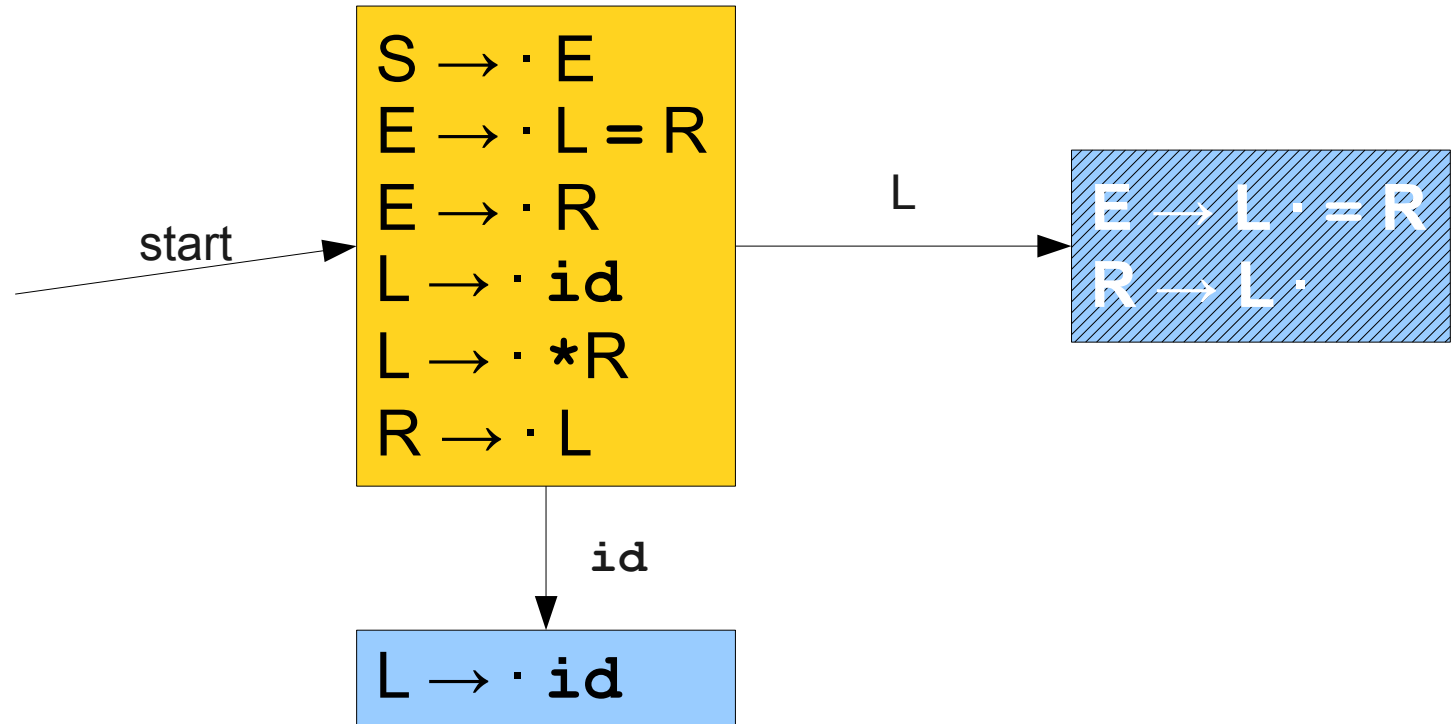 S → · E
E → · L = R
E → · R
L → · id
L → · *R
R → · L
start
L
E → L · = R
R → L ·
id
L → · id